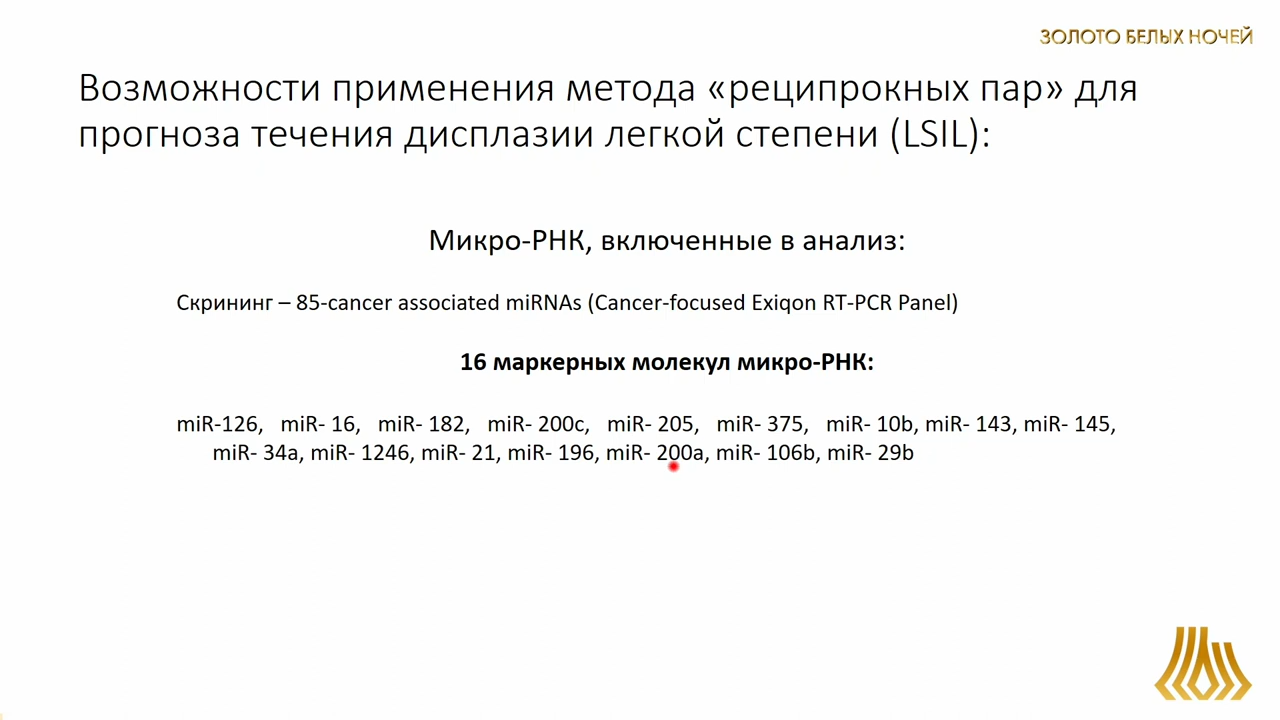 ЗОЛОТО БЕЛЫХ НОЧЕЙ
Возможности применения метода «реципрокных пар» для
прогноза течения дисплазии легкой степени (LSIL):
Микро-РНК, включенные в анализ:
Скрининг – 85-cancer associated miRNAs (Cancer-focused Exiqon RT-PCR Panel)
16 маркерных молекул микро-РНК:
miR-126, miR- 16, miR- 182, miR- 200c, miR- 205, miR- 375, miR- 10b, miR- 143, miR- 145,
miR- 34a, miR- 1246, miR- 21, miR- 196, miR- 200a, miR- 106b, miR- 29b